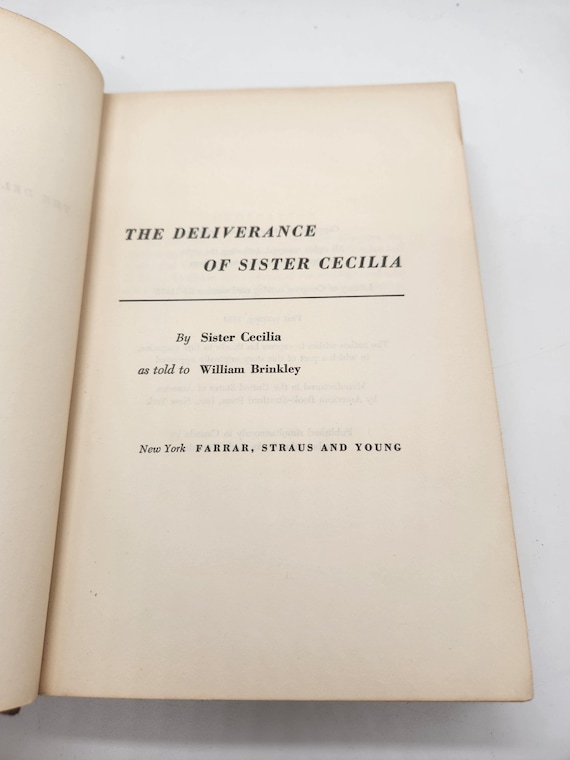 THE DELIVERANCE
OF SISTER CECILIA
By Sister Cecilia
as told to William Brinkley
New York FARRAR, STRAUS AND YOUNG